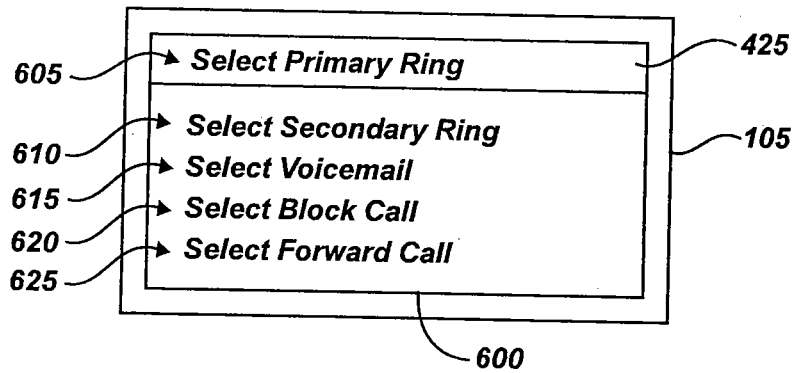 605 Select Primary Ring 425
610 Select Secondary Ring 105
615 Select Voicemail
620 Select Block Call
625 Select Forward Call
600